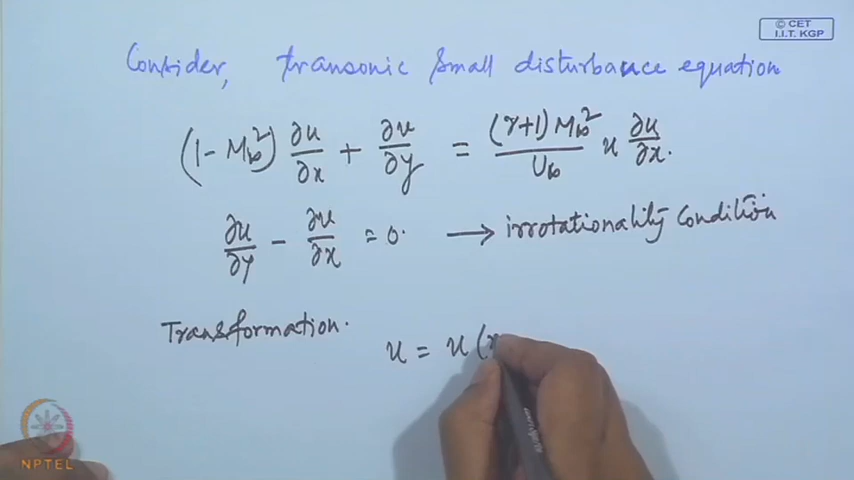 © CET
I.I.T. KGP
Consider, transonic small disturbance equation
(1 - M∞²) ∂u/∂x + ∂v/∂y = (γ+1) M∞²/U∞ u ∂u/∂x.
∂u/∂y - ∂v/∂x = 0. → irrotationality condition
Transformation. u = u (x
NPTEL